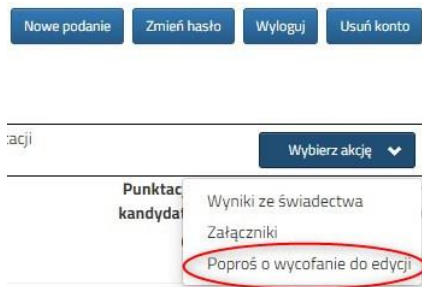 Nowe podanie Zmień hasło Wyloguj Usuń konto
acji Wybierz akcję
Punktac
kandydat
Wyniki ze świadectwa
Załączniki
Poproś o wycofanie do edycji